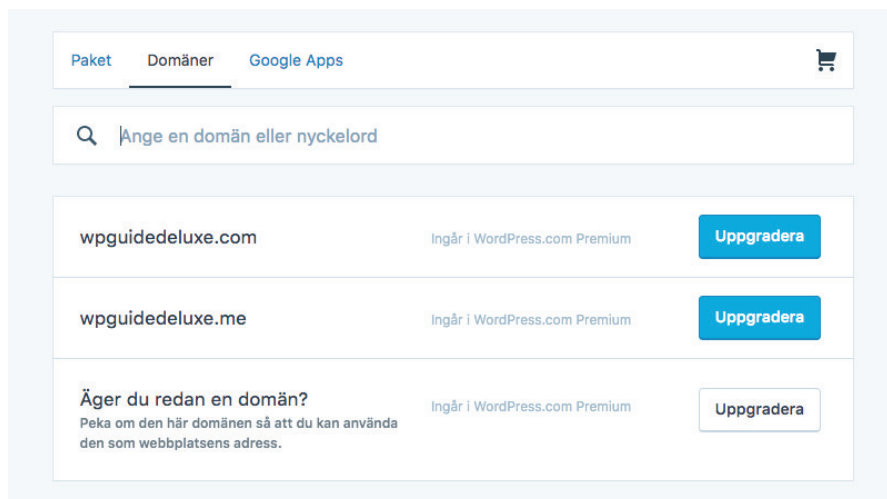 Paket Domäner Google Apps
Ange en domän eller nyckelord
wpguidedeluxe.com Ingår i WordPress.com Premium Uppgradera
wpguidedeluxe.me Ingår i WordPress.com Premium Uppgradera
Äger du redan en domän? Ingår i WordPress.com Premium Uppgradera
Peka om den här domänen så att du kan använda
den som webbplatsens adress.